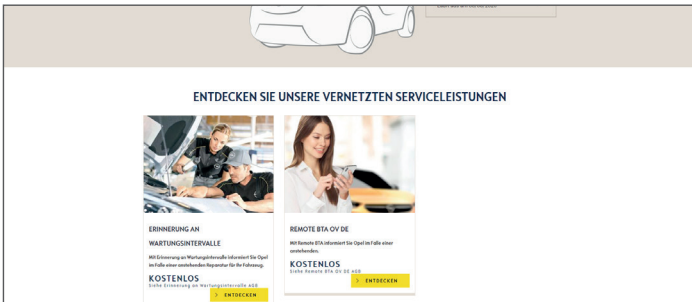 ENTDECKEN SIE UNSERE VERNETZTEN SERVICELEISTUNGEN
ERINNERUNG AN
WARTUNGSINTERVALLE
Mit Erinnerung an Wartungsintervalle informiert Sie Opel
im Falle einer anstehenden Reparatur für Ihr Fahrzeug.
KOSTENLOS
Siehe Erinnerung an Wartungsintervalle AGB
> ENTDECKEN
REMOTE BTA OV DE
Mit Remote BTA informiert Sie Opel im Falle einer
anstehenden.
KOSTENLOS
Siehe Remote BTA OV DE AGB
> ENTDECKEN